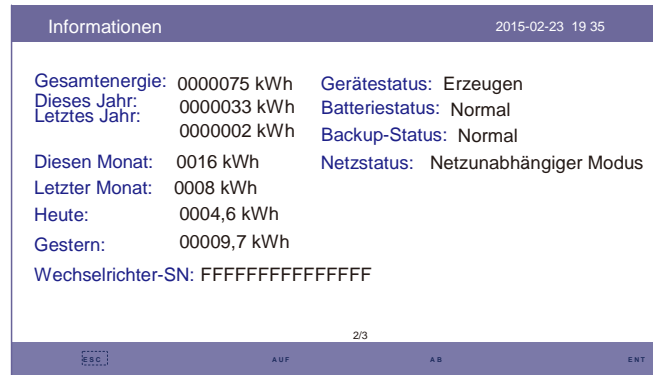 Informationen 2015-02-23 19 35
Gesamtenergie: 0000075 kWh Gerätestatus: Erzeugen
Dieses Jahr: 0000033 kWh Batteriestatus: Normal
Letztes Jahr: 0000002 kWh Backup-Status: Normal
Diesen Monat: 0016 kWh Netzstatus: Netzunabhängiger Modus
Letzter Monat: 0008 kWh
Heute: 0004,6 kWh
Gestern: 00009,7 kWh
Wechselrichter-SN: FFFFFFFFFFFFFFF
2/3
ESC AUF AB ENT